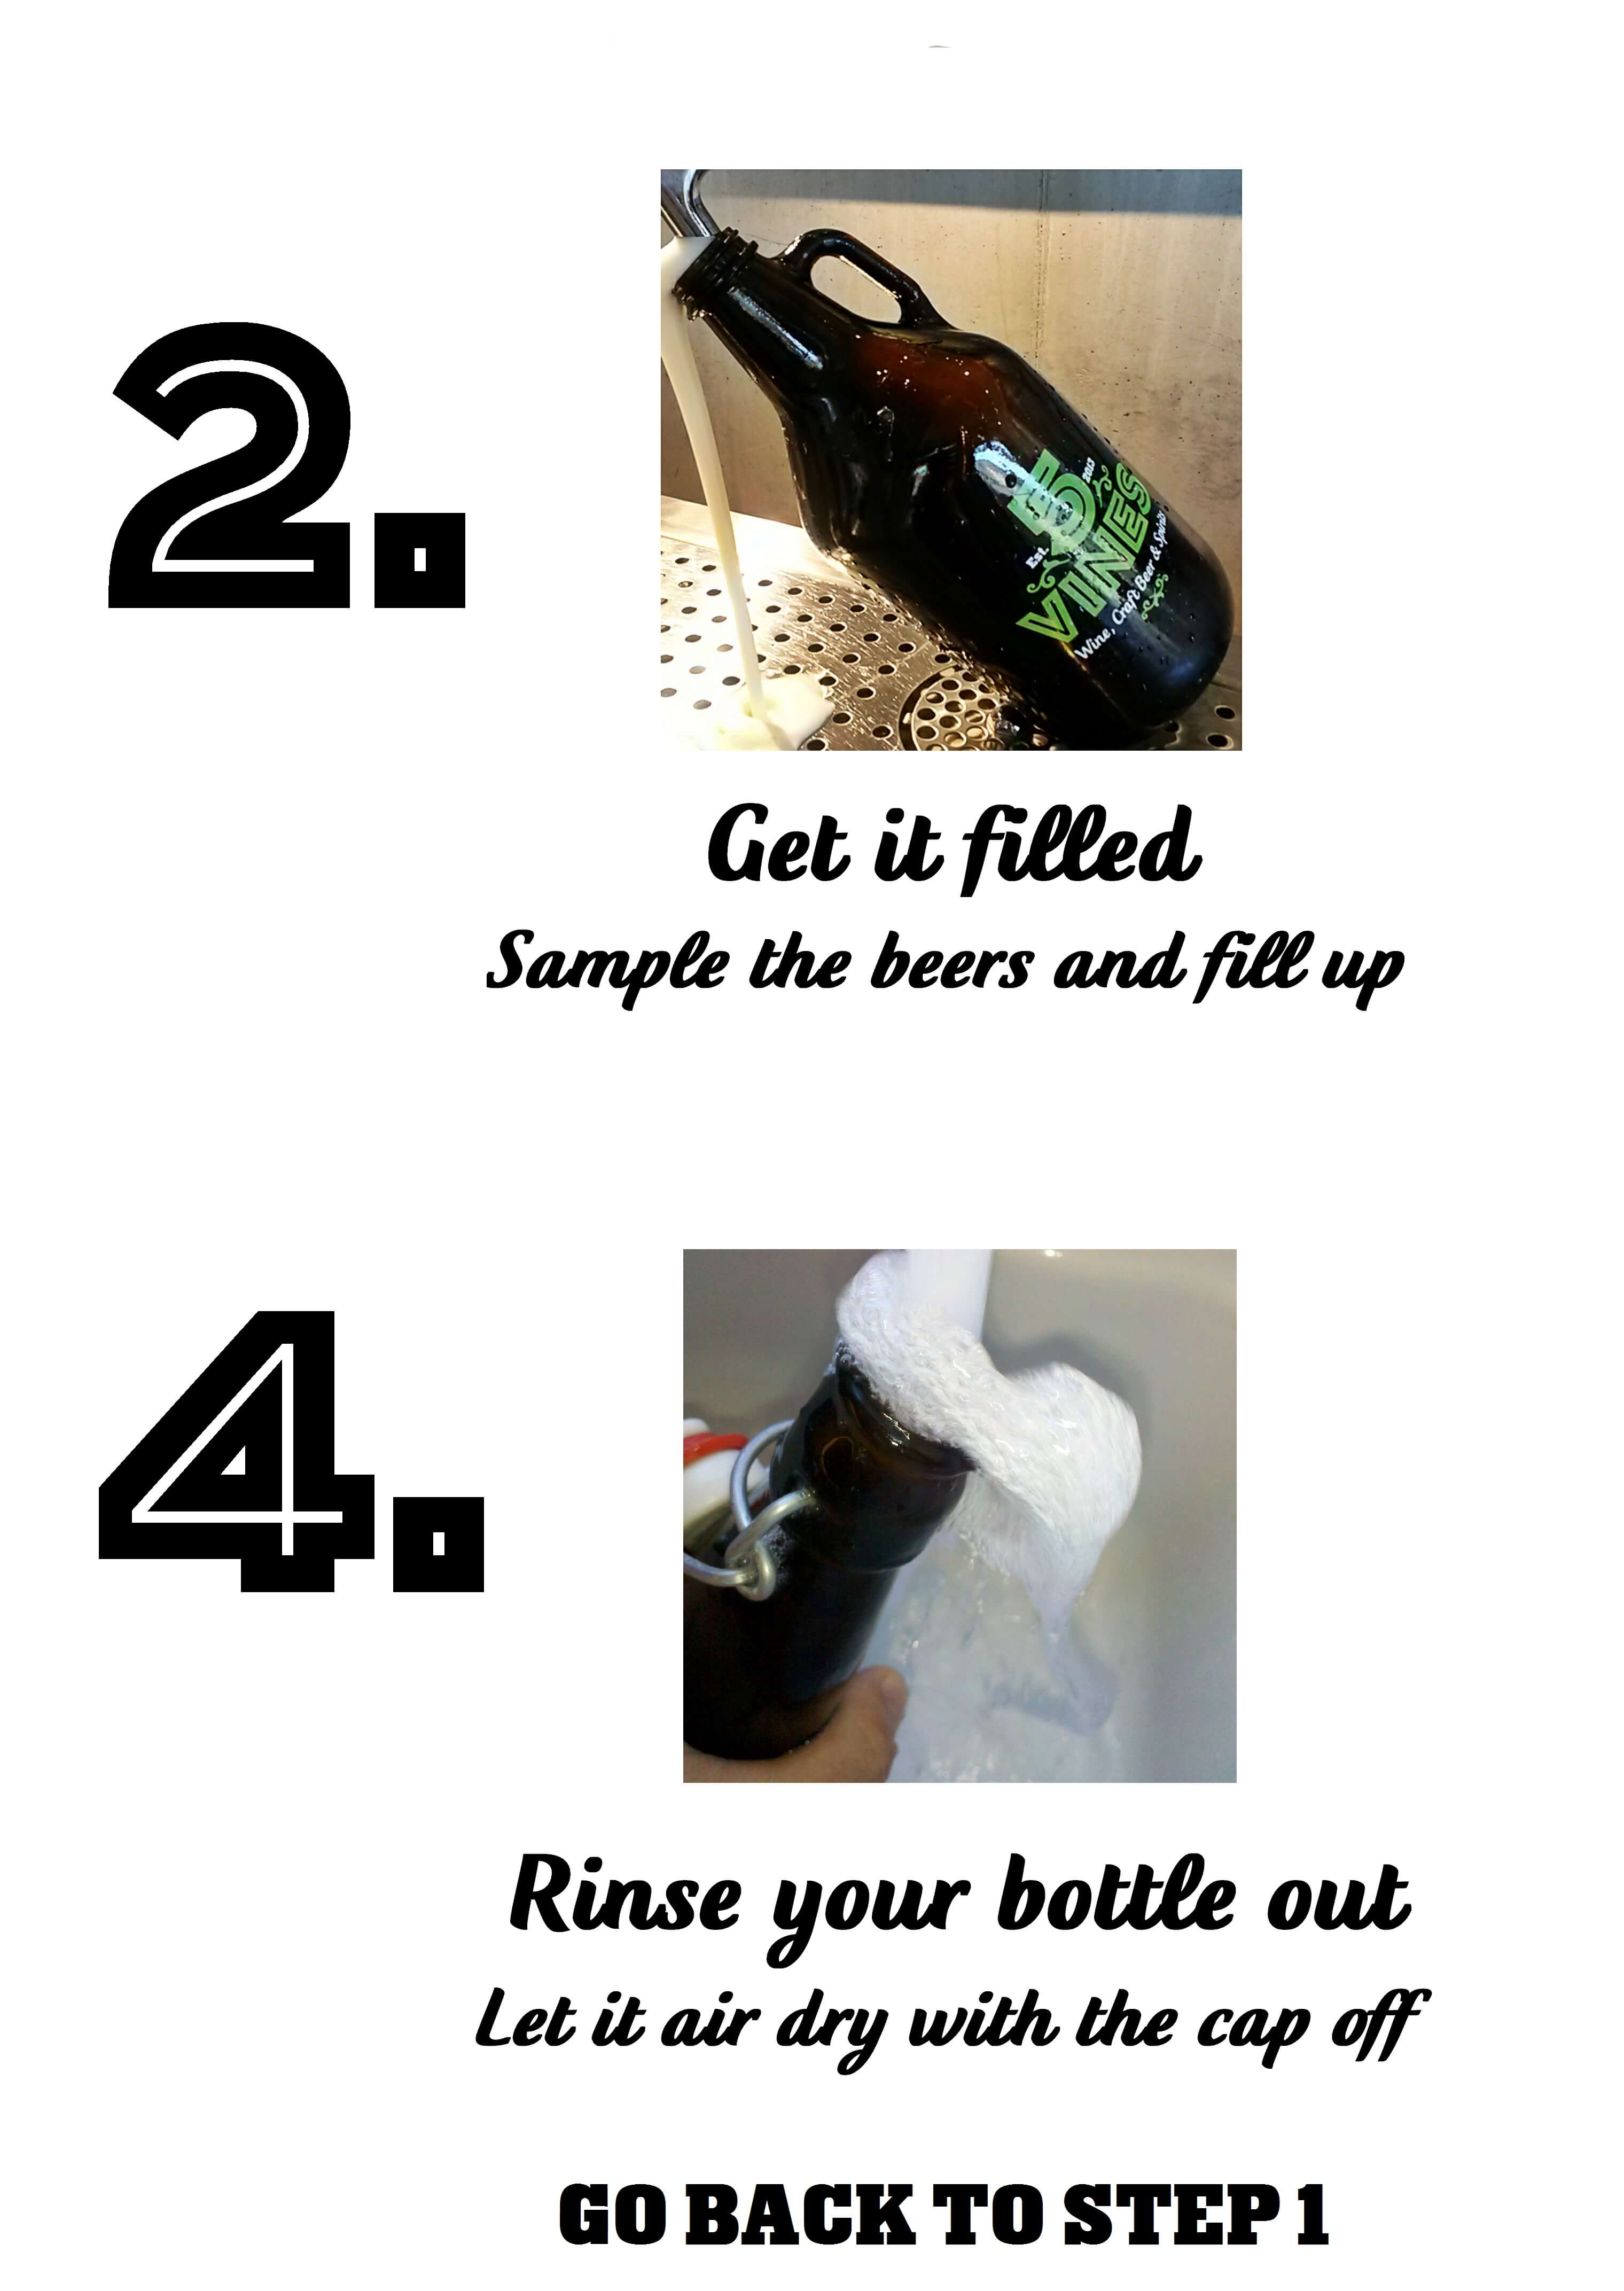 2.
Est. 5 2013
VINES
Wine, Craft Beer & Spirits
Get it filled
Sample the beers and fill up
4.
Rinse your bottle out
Let it air dry with the cap off
GO BACK TO STEP 1